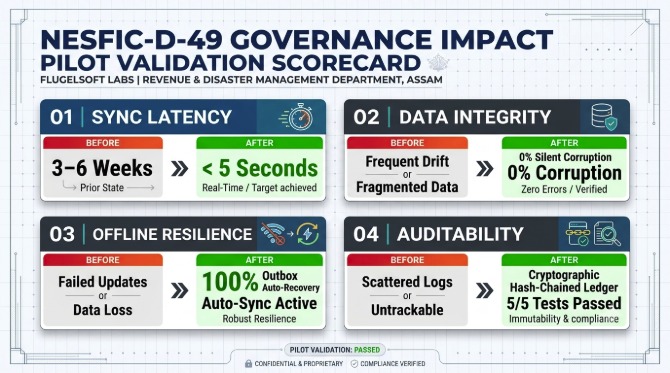 NESFIC-D-49 GOVERNANCE IMPACT
PILOT VALIDATION SCORECARD
FLUGELSOFT LABS | REVENUE & DISASTER MANAGEMENT DEPARTMENT, ASSAM
01 | SYNC LATENCY
BEFORE
3–6 Weeks
Prior State
AFTER
< 5 Seconds
Real-Time / Target achieved
02 | DATA INTEGRITY
BEFORE
Frequent Drift
or
Fragmented Data
AFTER
0% Silent Corruption
0% Corruption
Zero Errors / Verified
03 | OFFLINE RESILIENCE
BEFORE
Failed Updates
or
Data Loss
AFTER
100% Outbox Auto-Recovery
Auto-Sync Active
Robust Resilience
04 | AUDITABILITY
BEFORE
Scattered Logs
or
Untrackable
AFTER
Cryptographic
Hash-Chained Ledger
5/5 Tests Passed
Immutability & compliance
PILOT VALIDATION: PASSED
CONFIDENTIAL & PROPRIETARY | COMPLIANCE VERIFIED